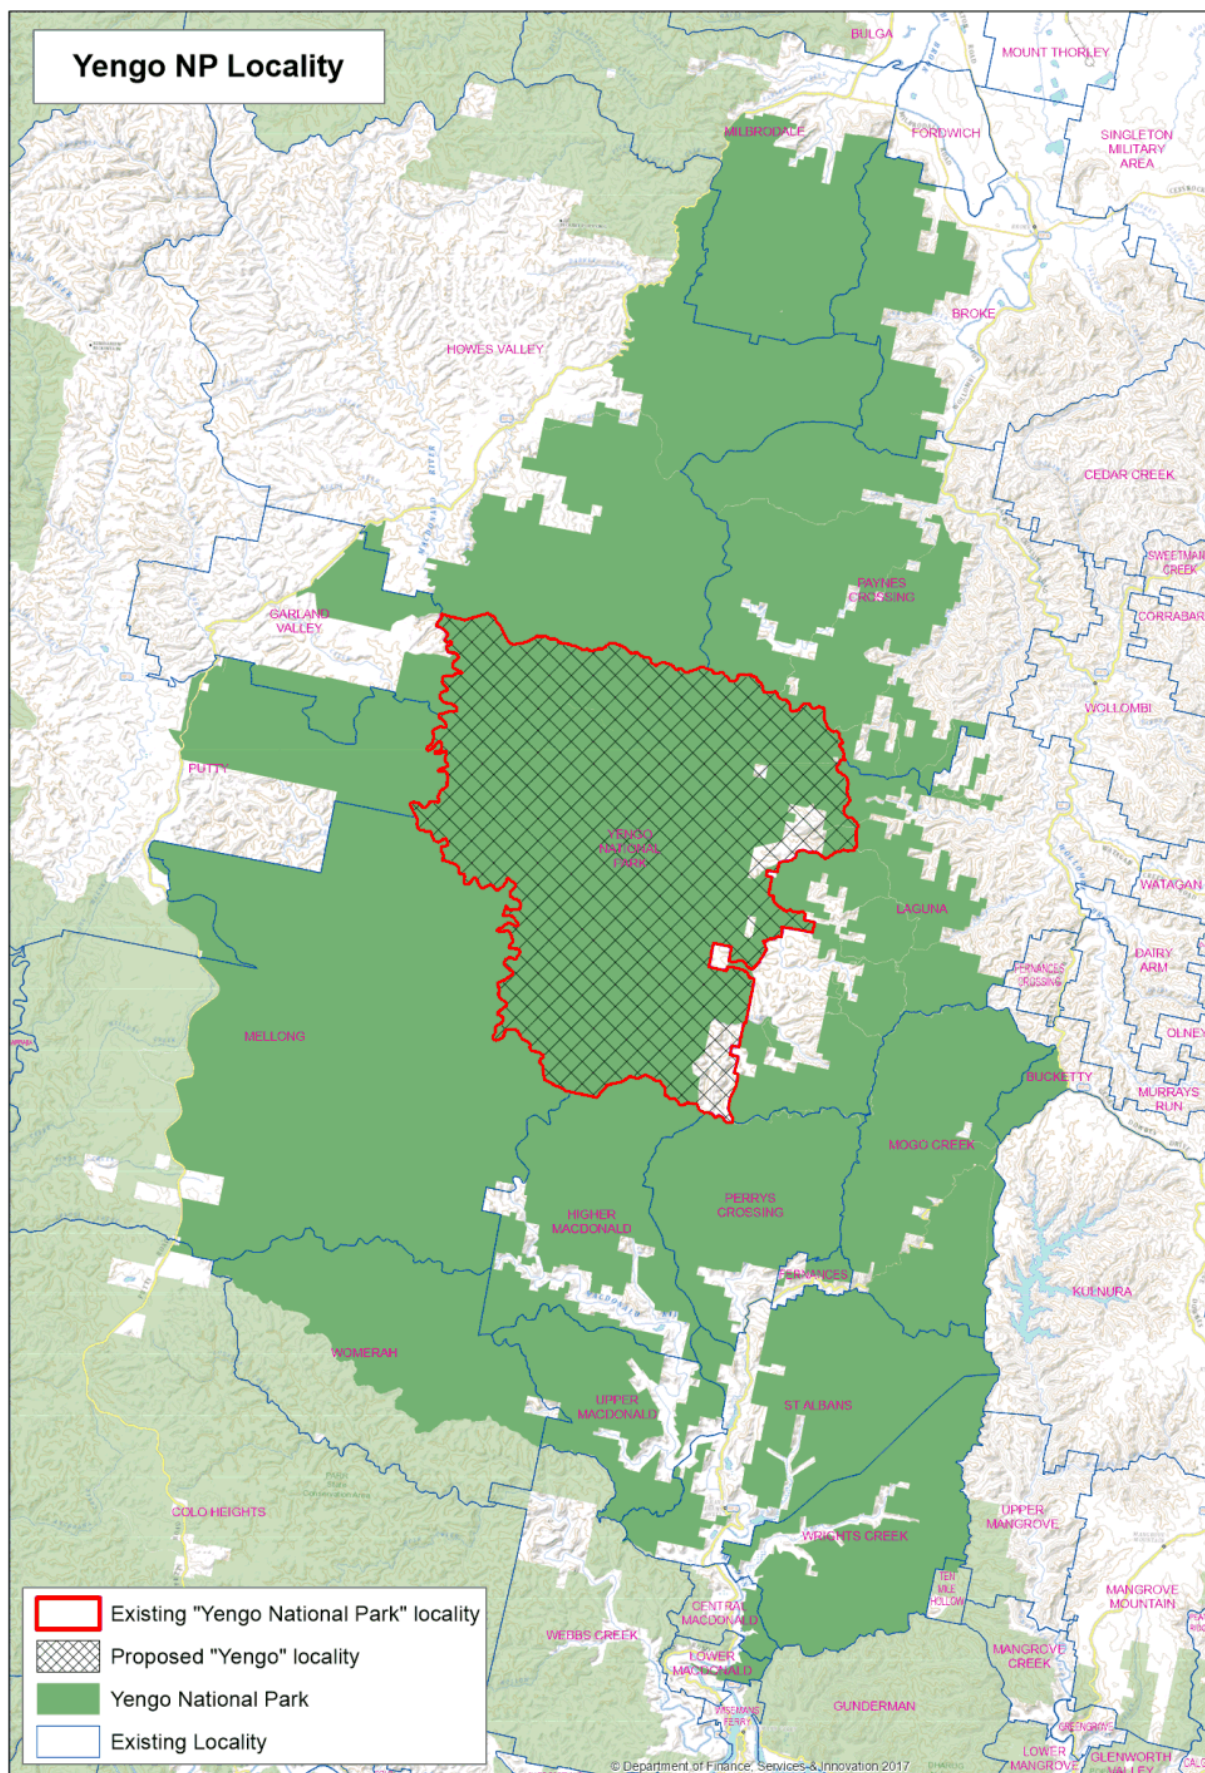 Yengo NP Locality
BULGA
MOUNT THORLEY
MILBRODALE
FORDWICH
SINGLETON
MILITARY
AREA
BROKE
HOWES VALLEY
CEDAR CREEK
SWEETMAN
CREEK
PAYNES
CROSSING
CORRABAR
GARLAND
VALLEY
MACDONALD RIVER
WOLLOMBI
PUTTY
YENGO
NATIONAL
PARK
WATAGAN
LAGUNA
DAIRY
ARM
FERNANCES
CROSSING
OLNEY
MELLONG
BUCKETTY
MURRAYS
RUN
MOGO CREEK
PERRYS
CROSSING
HIGHER
MACDONALD
FERNANCES
KULNURA
WOMERAH
UPPER
MACDONALD
ST ALBANS
COLO HEIGHTS
UPPER
MANGROVE
WRIGHTS CREEK
TEN
MILE
HOLLOW
MANGROVE
MOUNTAIN
CENTRAL
MACDONALD
WEBBS CREEK
MANGROVE
CREEK
LOWER
MACDONALD
GUNDERMAN
WISEMANS
FERRY
GREENGROVE
LOWER
MANGROVE
GLENWORTH
VALLEY
Existing "Yengo National Park" locality
Proposed "Yengo" locality
Yengo National Park
Existing Locality
© Department of Finance, Services & Innovation 2017